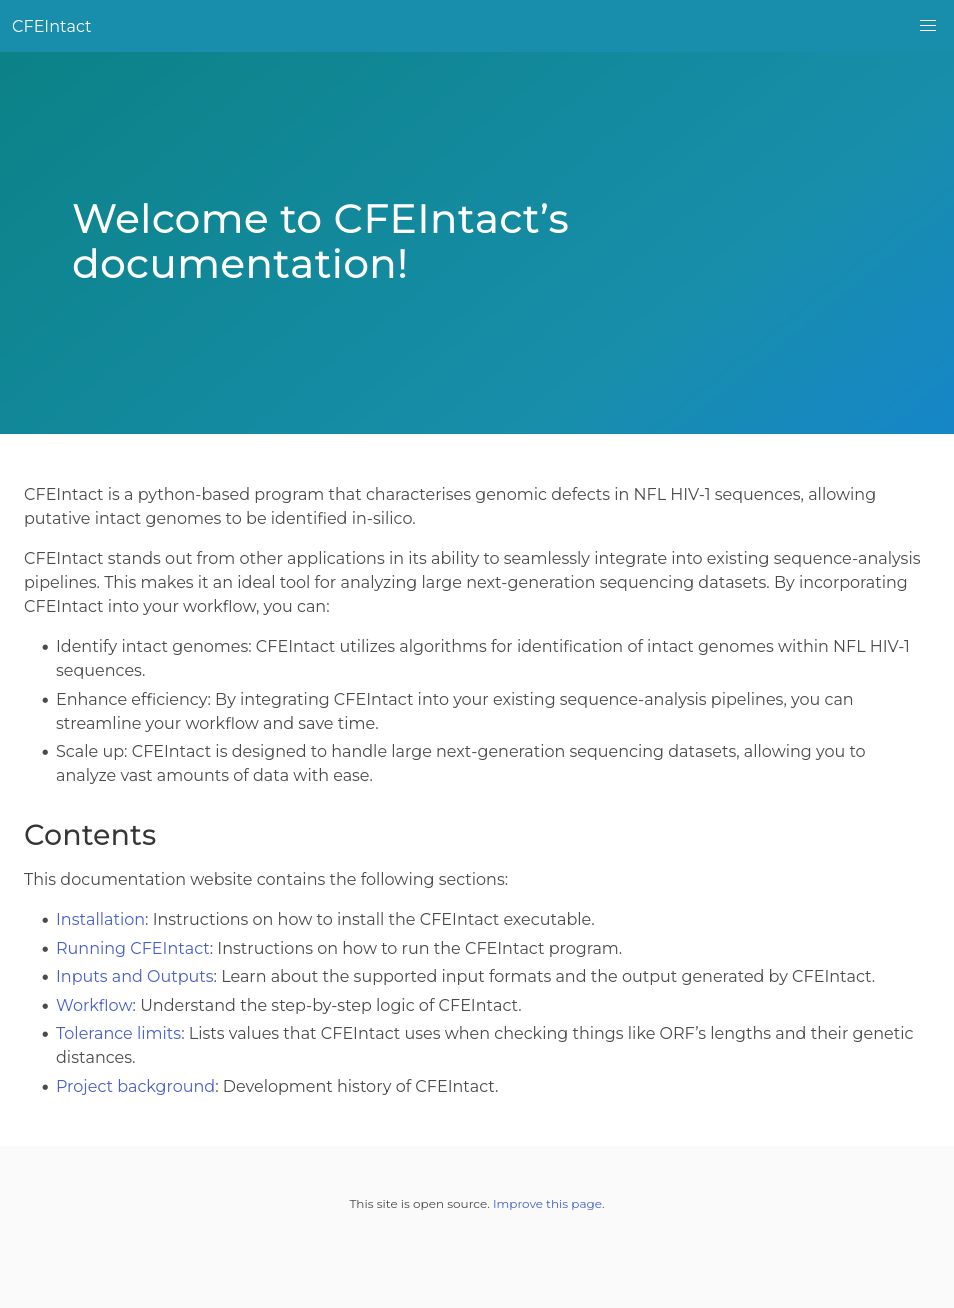 CFEIntact
Welcome to CFEIntact’s
documentation!
CFEIntact is a python-based program that characterises genomic defects in NFL HIV-1 sequences, allowing
putative intact genomes to be identified in-silico.
CFEIntact stands out from other applications in its ability to seamlessly integrate into existing sequence-analysis
pipelines. This makes it an ideal tool for analyzing large next-generation sequencing datasets. By incorporating
CFEIntact into your workflow, you can:
• Identify intact genomes: CFEIntact utilizes algorithms for identification of intact genomes within NFL HIV-1
sequences.
• Enhance efficiency: By integrating CFEIntact into your existing sequence-analysis pipelines, you can
streamline your workflow and save time.
• Scale up: CFEIntact is designed to handle large next-generation sequencing datasets, allowing you to
analyze vast amounts of data with ease.
Contents
This documentation website contains the following sections:
• Installation: Instructions on how to install the CFEIntact executable.
• Running CFEIntact: Instructions on how to run the CFEIntact program.
• Inputs and Outputs: Learn about the supported input formats and the output generated by CFEIntact.
• Workflow: Understand the step-by-step logic of CFEIntact.
• Tolerance limits: Lists values that CFEIntact uses when checking things like ORF’s lengths and their genetic
distances.
• Project background: Development history of CFEIntact.
This site is open source. Improve this page.